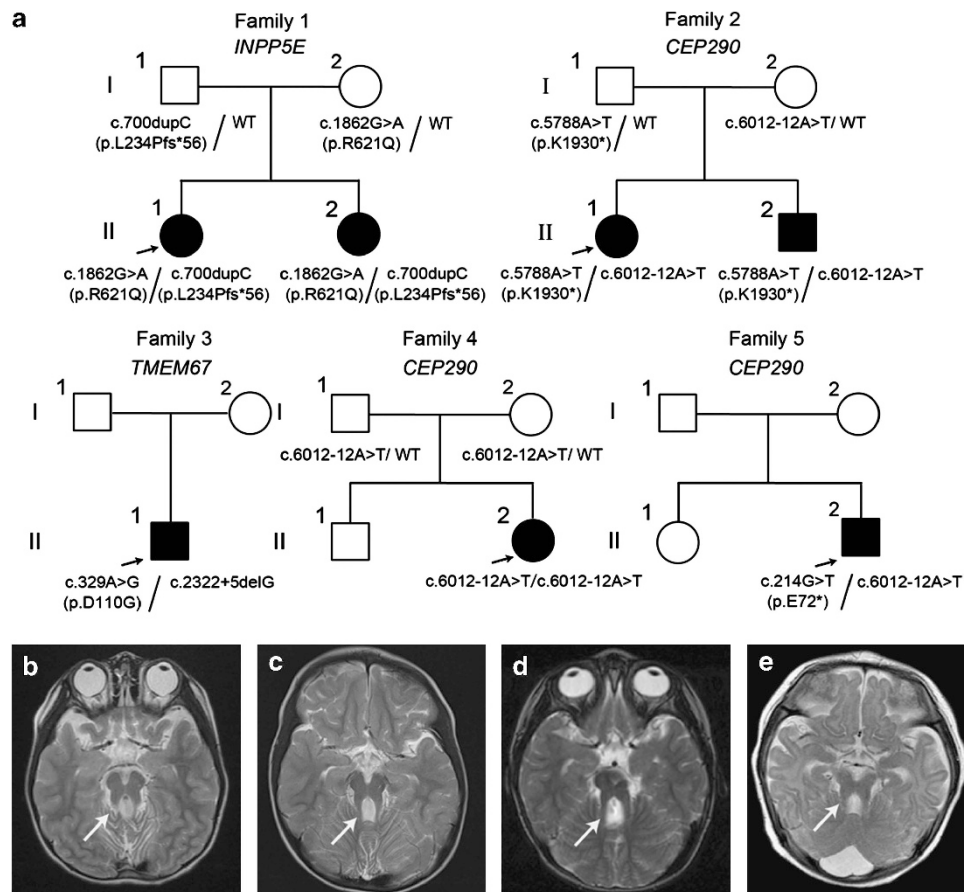 a
Family 1
INPP5E
Family 2
CEP290
1
2
1
2
I
I
c.700dupC / WT
(p.L234Pfs*56)
c.1862G>A / WT
(p.R621Q)
c.5788A>T / WT
(p.K1930*)
c.6012-12A>T/ WT
1
2
1
2
II
II
c.1862G>A / c.700dupC
(p.R621Q) / (p.L234Pfs*56)
c.1862G>A / c.700dupC
(p.R621Q) / (p.L234Pfs*56)
c.5788A>T / c.6012-12A>T
(p.K1930*)
c.5788A>T / c.6012-12A>T
(p.K1930*)
Family 3
TMEM67
Family 4
CEP290
Family 5
CEP290
1
2
1
2
1
2
I
I
I
c.6012-12A>T/ WT
c.6012-12A>T/ WT
1
1
2
1
2
II
II
II
c.329A>G / c.2322+5delG
(p.D110G)
c.6012-12A>T/c.6012-12A>T
c.214G>T / c.6012-12A>T
(p.E72*)
b
c
d
e